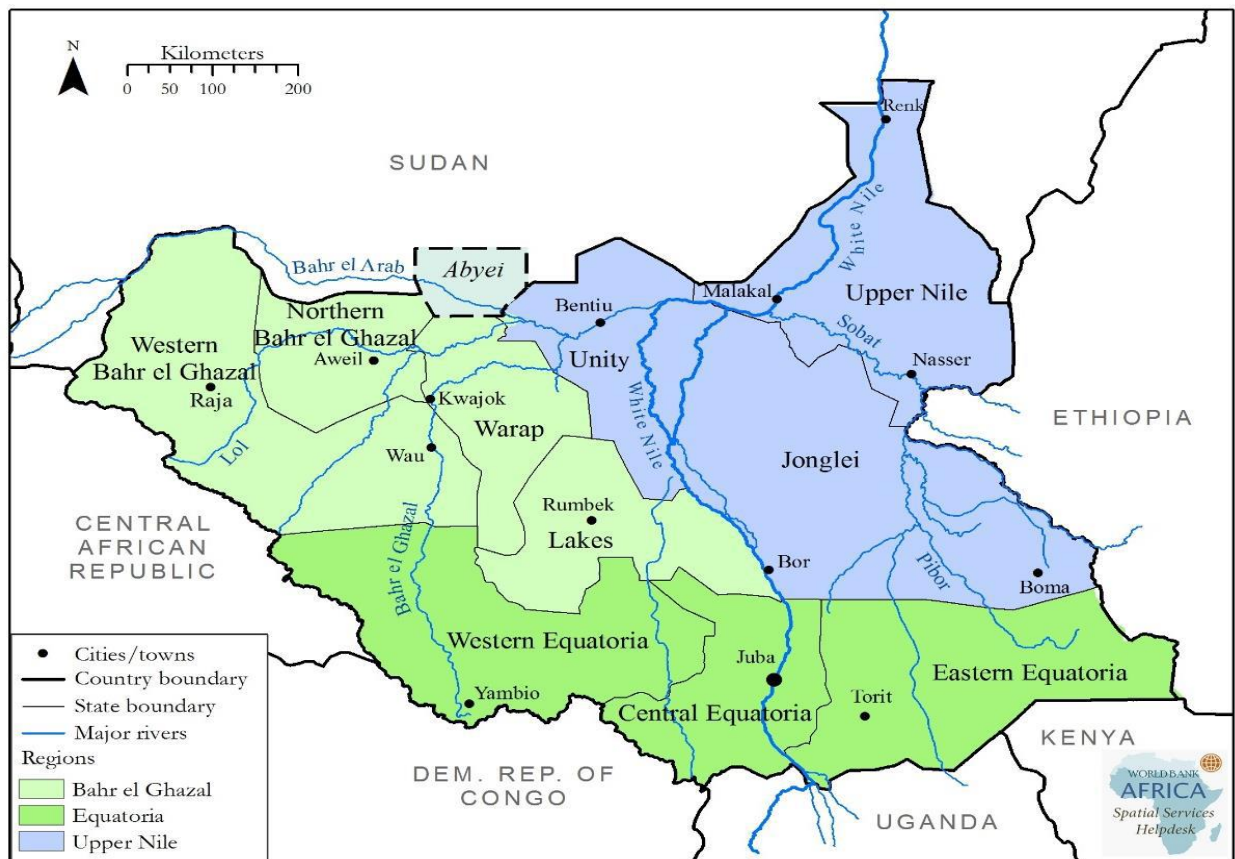 N
Kilometers
0 50 100 200
Renk
SUDAN
White Nile
Bahr el Arab
Abyei
Malakal
Upper Nile
Bentiu
Northern
Bahr el Ghazal
Sobat
Western
Bahr el Ghazal
Aweil
Unity
Nasser
Raja
Kwajok
ETHIOPIA
Warap
White Nile
Lol
Wau
Jonglei
Rumbek
Lakes
CENTRAL
AFRICAN
REPUBLIC
Bahr el Ghazal
Bor
Pibor
Boma
Western Equatoria
Juba
Eastern Equatoria
Yambio
Central Equatoria
Torit
KENYA
DEM. REP. OF
CONGO
UGANDA
Cities/towns
Country boundary
State boundary
Major rivers
Regions
Bahr el Ghazal
Equatoria
Upper Nile
WORLD BANK
AFRICA
Spatial Services
Helpdesk